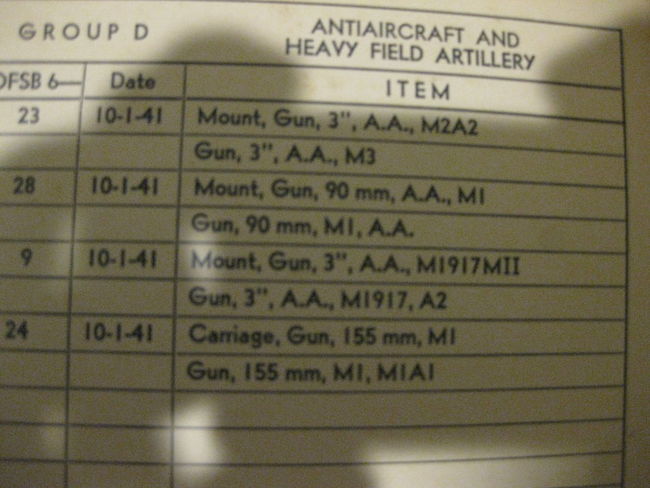 GROUP D
ANTIAIRCRAFT AND
HEAVY FIELD ARTILLERY
OFSB 6— Date ITEM
23 10-1-41 Mount, Gun, 3", A.A., M2A2
Gun, 3", A.A., M3
28 10-1-41 Mount, Gun, 90 mm, A.A., M1
Gun, 90 mm, M1, A.A.
9 10-1-41 Mount, Gun, 3", A.A., M1917MII
Gun, 3", A.A., M1917, A2
24 10-1-41 Carriage, Gun, 155 mm, M1
Gun, 155 mm, M1, M1A1